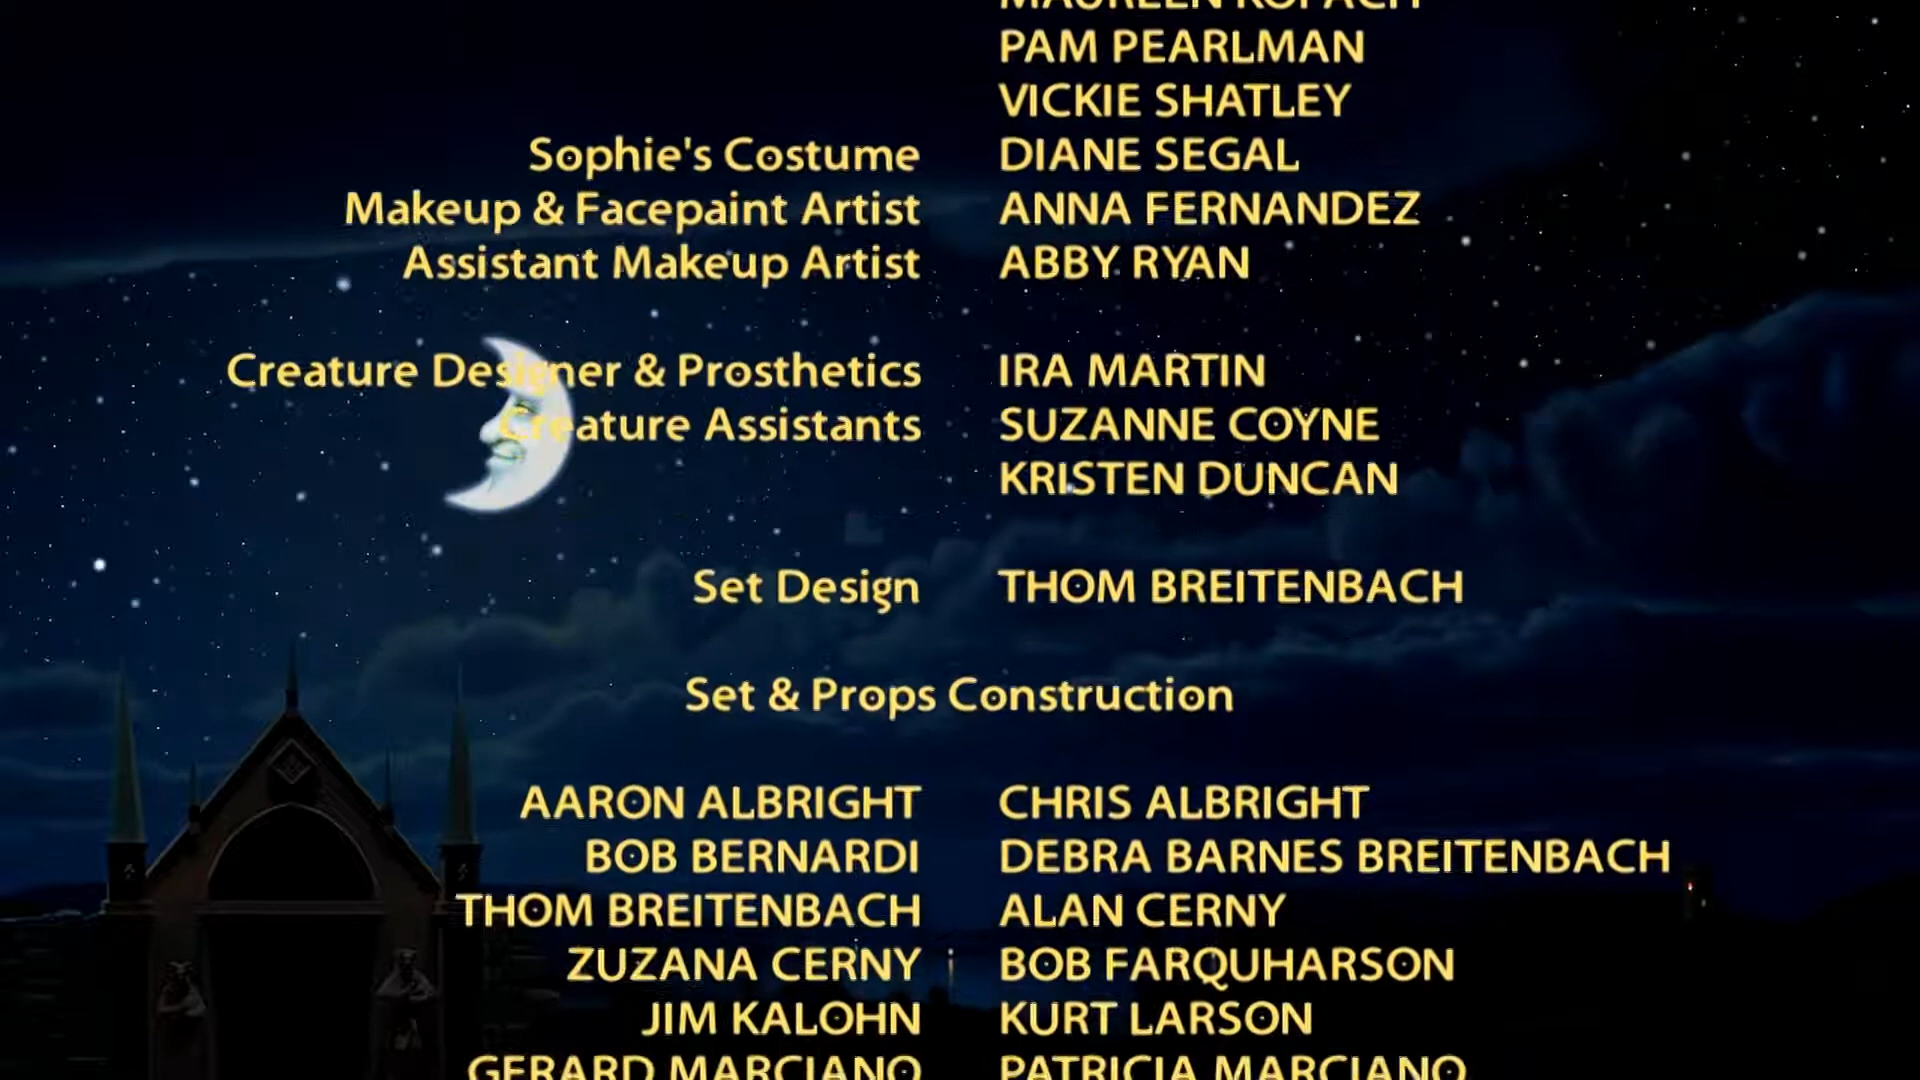 MAUREEN KOPACH
PAM PEARLMAN
VICKIE SHATLEY
Sophie's Costume DIANE SEGAL
Makeup & Facepaint Artist ANNA FERNANDEZ
Assistant Makeup Artist ABBY RYAN
Creature Designer & Prosthetics IRA MARTIN
Creature Assistants SUZANNE COYNE
KRISTEN DUNCAN
Set Design THOM BREITENBACH
Set & Props Construction
AARON ALBRIGHT CHRIS ALBRIGHT
BOB BERNARDI DEBRA BARNES BREITENBACH
THOM BREITENBACH ALAN CERNY
ZUZANA CERNY BOB FARQUHARSON
JIM KALOHN KURT LARSON
GERARD MARCIANO PATRICIA MARCIANO